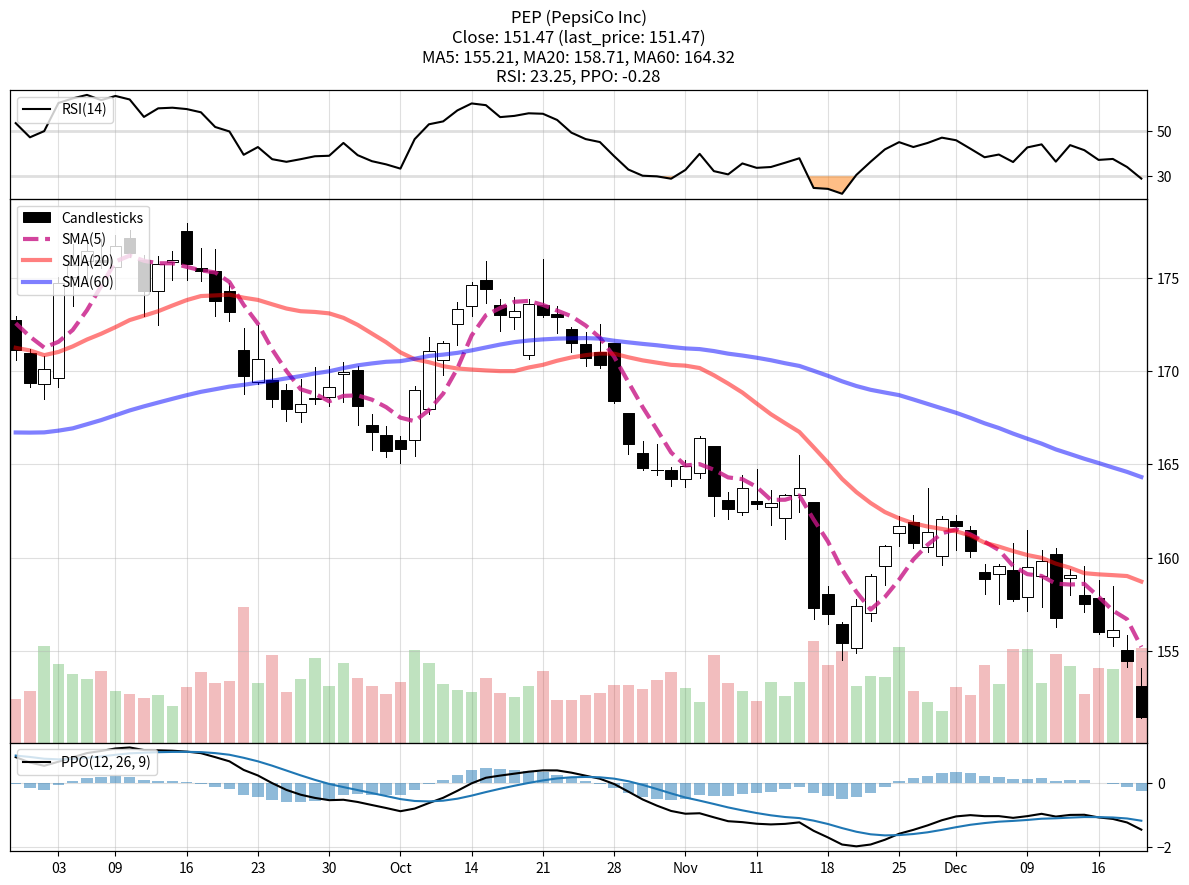 PEP (PepsiCo Inc)
Close: 151.47 (last_price: 151.47)
MA5: 155.21, MA20: 158.71, MA60: 164.32
RSI: 23.25, PPO: -0.28
RSI(14)
50
30
Candlesticks
SMA(5)
SMA(20)
SMA(60)
175
170
165
160
155
PPO(12, 26, 9)
0
−2
03 09 16 23 30 Oct 14 21 28 Nov 11 18 25 Dec 09 16